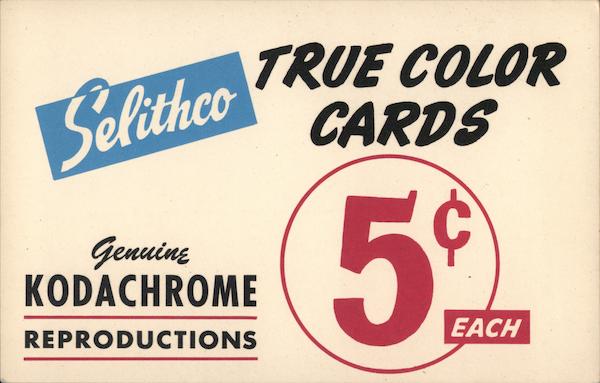 Selithco
TRUE COLOR
CARDS
Genuine
KODACHROME
REPRODUCTIONS
5¢
EACH